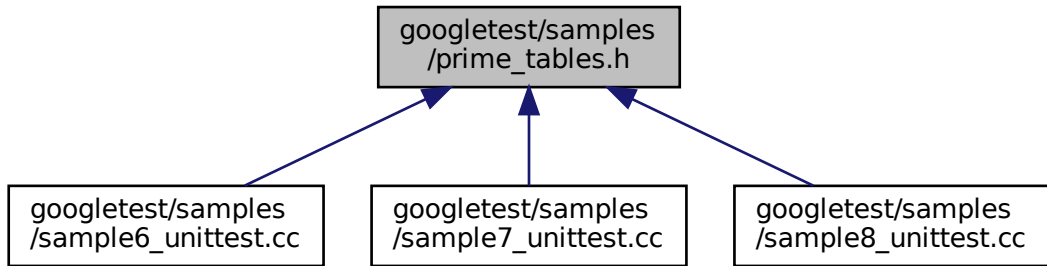 googletest/samples
/prime_tables.h
googletest/samples
/sample6_unittest.cc
googletest/samples
/sample7_unittest.cc
googletest/samples
/sample8_unittest.cc